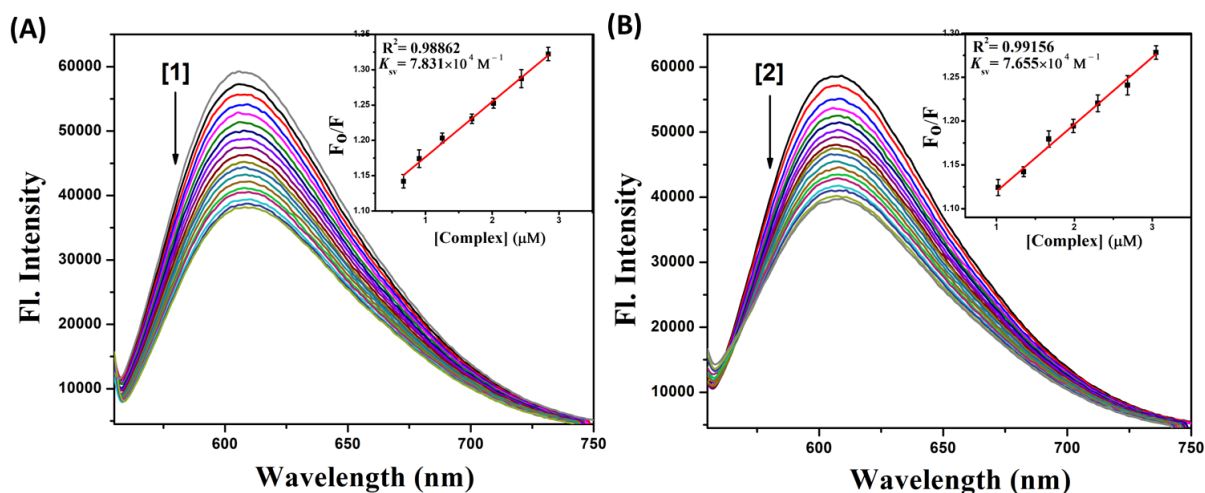 (A)
[1]
Fl. Intensity
60000
50000
40000
30000
20000
10000
600
650
700
750
Wavelength (nm)
R² = 0.98862
Ksv = 7.831×10⁴ M⁻¹
F₀/F
1.35
1.30
1.25
1.20
1.15
1.10
1
2
3
[Complex] (μM)
(B)
[2]
Fl. Intensity
60000
50000
40000
30000
20000
10000
600
650
700
750
Wavelength (nm)
R² = 0.99156
Ksv = 7.655×10⁴ M⁻¹
F₀/F
1.30
1.25
1.20
1.15
1.10
1
2
3
[Complex] (μM)